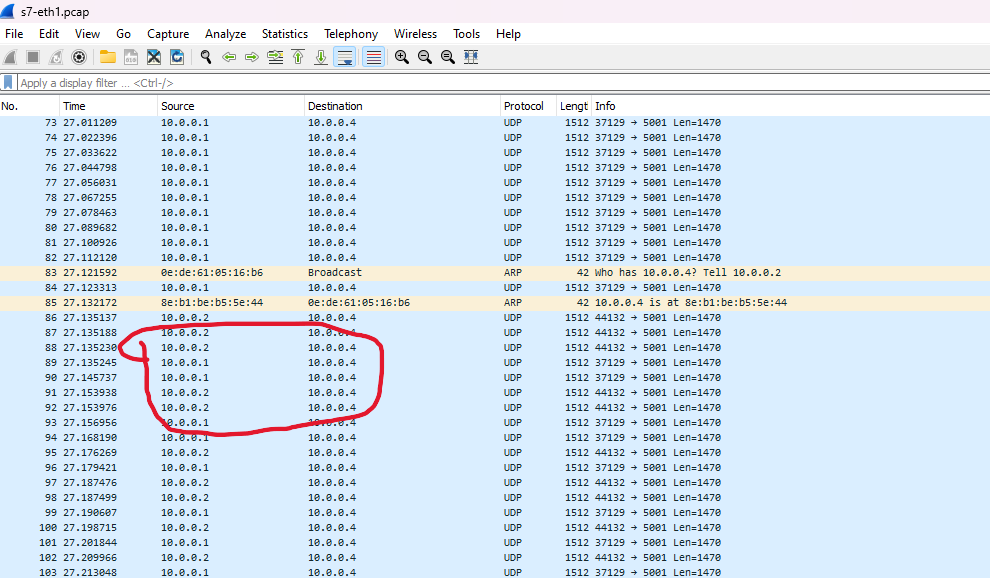 s7-eth1.pcap
File Edit View Go Capture Analyze Statistics Telephony Wireless Tools Help
Apply a display filter ... <Ctrl-/>
No. Time Source Destination Protocol Lengt Info
73 27.011209 10.0.0.1 10.0.0.4 UDP 1512 37129 → 5001 Len=1470
74 27.022396 10.0.0.1 10.0.0.4 UDP 1512 37129 → 5001 Len=1470
75 27.033622 10.0.0.1 10.0.0.4 UDP 1512 37129 → 5001 Len=1470
76 27.044798 10.0.0.1 10.0.0.4 UDP 1512 37129 → 5001 Len=1470
77 27.056031 10.0.0.1 10.0.0.4 UDP 1512 37129 → 5001 Len=1470
78 27.067255 10.0.0.1 10.0.0.4 UDP 1512 37129 → 5001 Len=1470
79 27.078463 10.0.0.1 10.0.0.4 UDP 1512 37129 → 5001 Len=1470
80 27.089682 10.0.0.1 10.0.0.4 UDP 1512 37129 → 5001 Len=1470
81 27.100926 10.0.0.1 10.0.0.4 UDP 1512 37129 → 5001 Len=1470
82 27.112120 10.0.0.1 10.0.0.4 UDP 1512 37129 → 5001 Len=1470
83 27.121592 0e:de:61:05:16:b6 Broadcast ARP 42 Who has 10.0.0.4? Tell 10.0.0.2
84 27.123313 10.0.0.1 10.0.0.4 UDP 1512 37129 → 5001 Len=1470
85 27.132172 8e:b1:be:b5:5e:44 0e:de:61:05:16:b6 ARP 42 10.0.0.4 is at 8e:b1:be:b5:5e:44
86 27.135137 10.0.0.2 10.0.0.4 UDP 1512 44132 → 5001 Len=1470
87 27.135188 10.0.0.2 10.0.0.4 UDP 1512 44132 → 5001 Len=1470
88 27.135230 10.0.0.2 10.0.0.4 UDP 1512 44132 → 5001 Len=1470
89 27.135245 10.0.0.1 10.0.0.4 UDP 1512 37129 → 5001 Len=1470
90 27.145737 10.0.0.1 10.0.0.4 UDP 1512 37129 → 5001 Len=1470
91 27.153938 10.0.0.2 10.0.0.4 UDP 1512 44132 → 5001 Len=1470
92 27.153976 10.0.0.2 10.0.0.4 UDP 1512 44132 → 5001 Len=1470
93 27.156956 10.0.0.1 10.0.0.4 UDP 1512 37129 → 5001 Len=1470
94 27.168190 10.0.0.1 10.0.0.4 UDP 1512 37129 → 5001 Len=1470
95 27.176269 10.0.0.2 10.0.0.4 UDP 1512 44132 → 5001 Len=1470
96 27.179421 10.0.0.1 10.0.0.4 UDP 1512 37129 → 5001 Len=1470
97 27.187476 10.0.0.2 10.0.0.4 UDP 1512 44132 → 5001 Len=1470
98 27.187499 10.0.0.2 10.0.0.4 UDP 1512 44132 → 5001 Len=1470
99 27.190607 10.0.0.1 10.0.0.4 UDP 1512 37129 → 5001 Len=1470
100 27.198715 10.0.0.2 10.0.0.4 UDP 1512 44132 → 5001 Len=1470
101 27.201844 10.0.0.1 10.0.0.4 UDP 1512 37129 → 5001 Len=1470
102 27.209966 10.0.0.2 10.0.0.4 UDP 1512 44132 → 5001 Len=1470
103 27.213048 10.0.0.1 10.0.0.4 UDP 1512 37129 → 5001 Len=1470